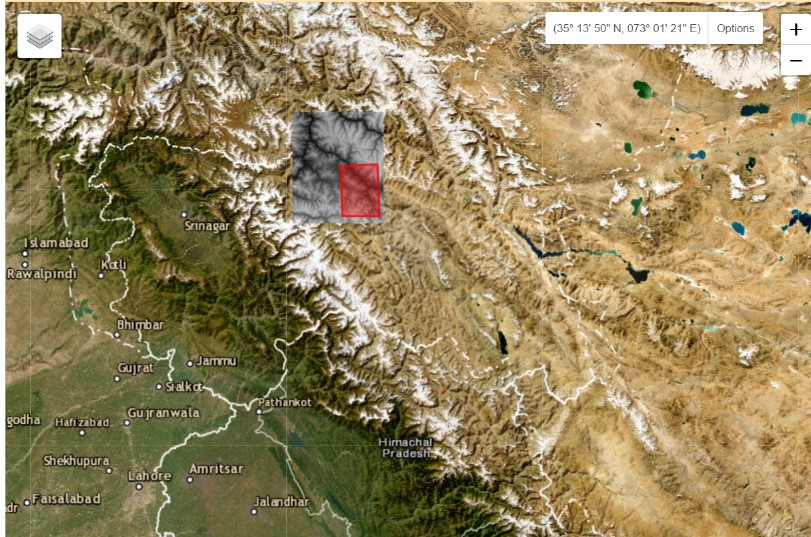 (35° 13' 50" N, 073° 01' 21" E)
Options
+
−
Srinagar
Islamabad
Rawalpindi
Kotli
Bhimbar
Gujrat
Jammu
Sialkot
Pathankot
godha
Hafizabad
Gujranwala
Himachal
Pradesh
Shekhupura
Lahore
Amritsar
dr
Faisalabad
Jalandhar